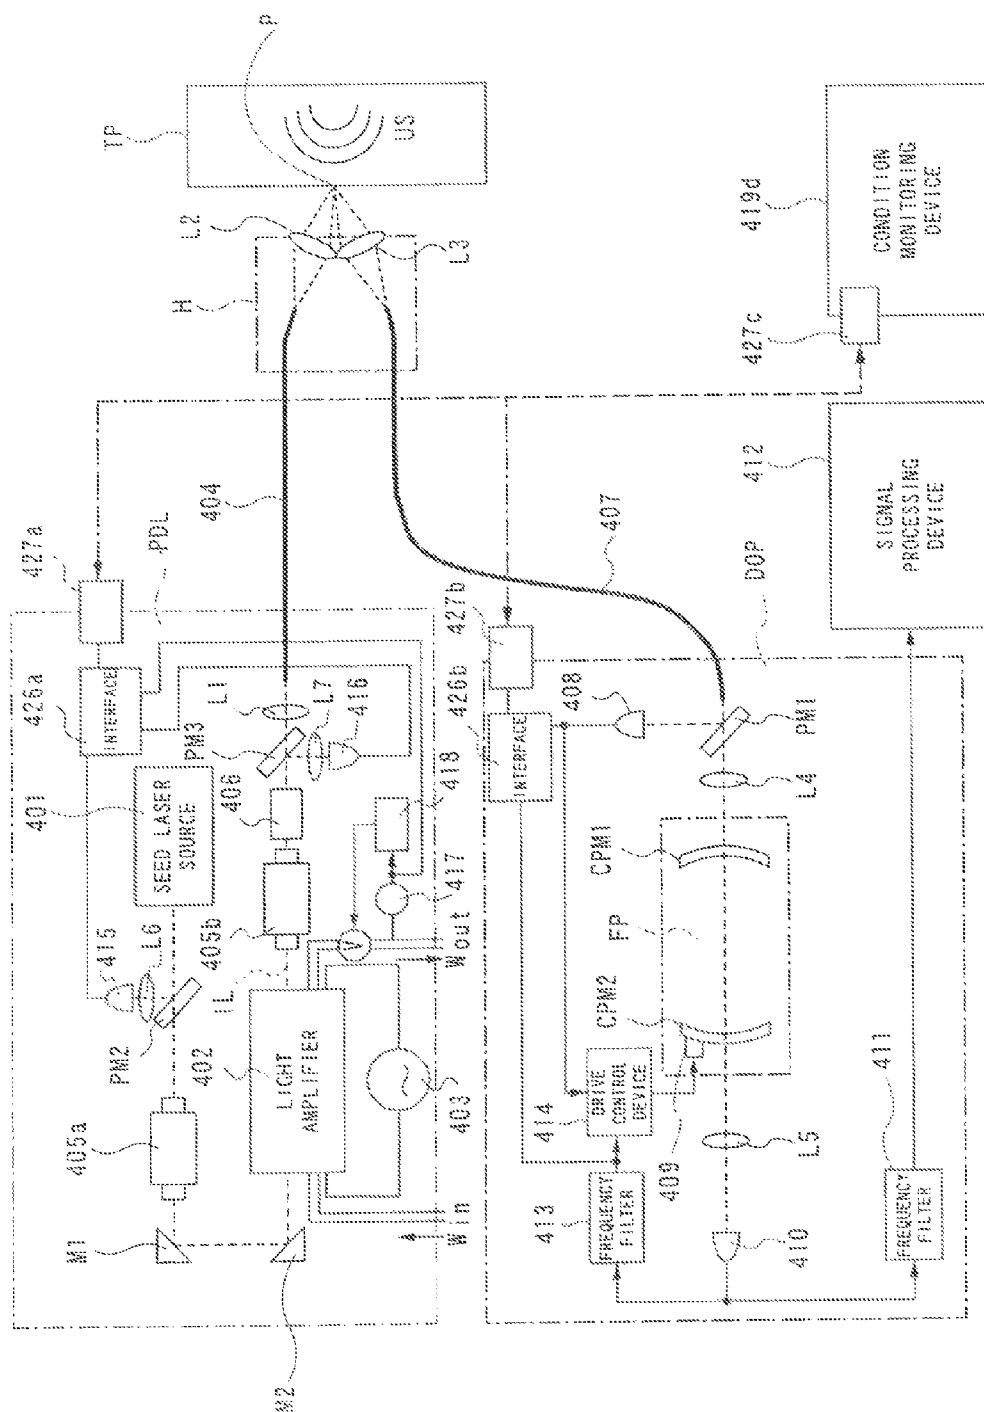 P
TP
US
L2
L3
H
419d
CONDITION
MONITORING
DEVICE
427c
412
SIGNAL
PROCESSING
DEVICE
404
407
DOP
427a
PDL
426a
INTERFACE
L1
L7
416
PM3
406
401
SEED LASER
SOURCE
415
L6
PM2
405b
IL
418
417
V
Wout
402
LIGHT
AMPLIFIER
403
405a
M1
M2
Win
427b
426b
INTERFACE
408
PM1
L4
CPM1
FP
CPM2
409
414
DRIVE
CONTROL
DEVICE
L5
413
FREQUENCY
FILTER
410
411
FREQUENCY
FILTER